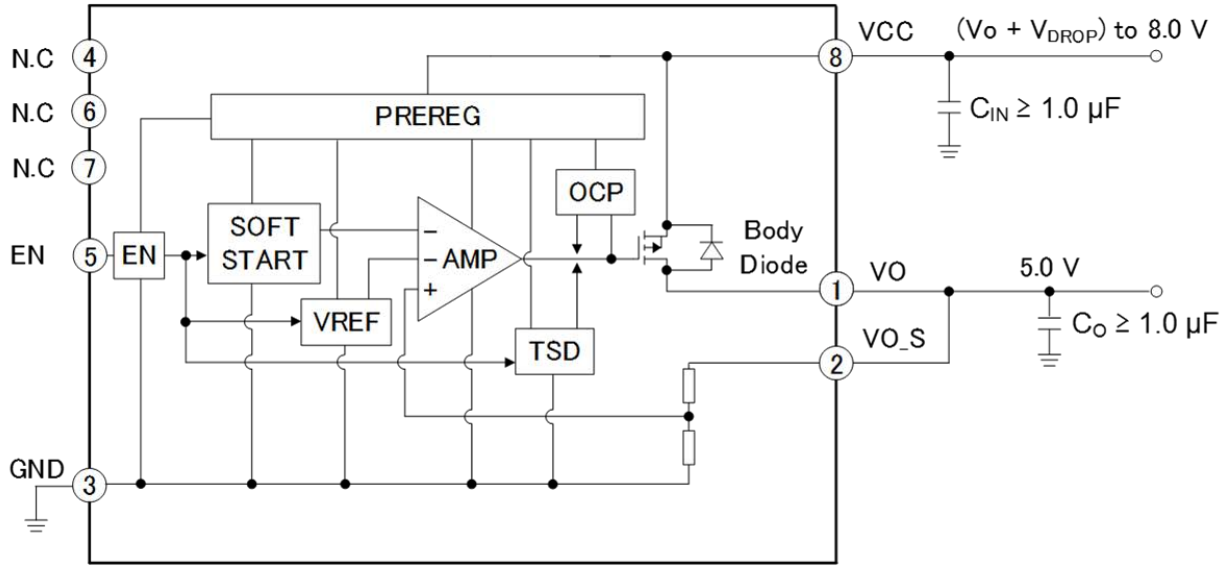 N.C
4
N.C
6
N.C
7
EN
5
EN
GND
3
PREREG
SOFT
START
VREF
AMP
−
−
+
OCP
TSD
Body
Diode
8
VCC
(Vo + VDROP) to 8.0 V
CIN ≥ 1.0 µF
1
VO
5.0 V
CO ≥ 1.0 µF
2
VO_S